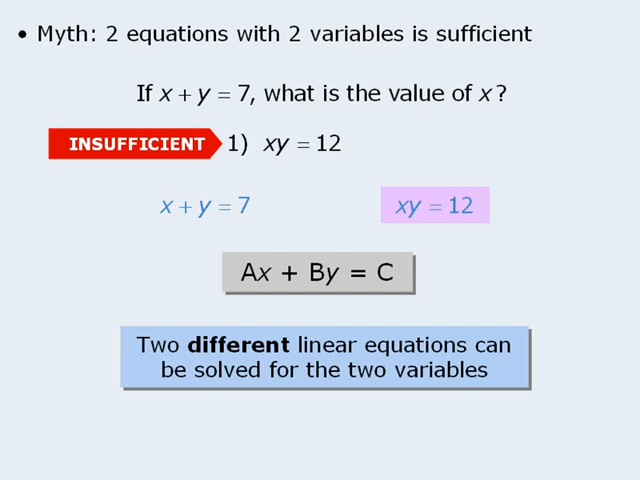 • Myth: 2 equations with 2 variables is sufficient
If x + y = 7, what is the value of x ?
INSUFFICIENT 1) xy = 12
x + y = 7 xy = 12
Ax + By = C
Two different linear equations can
be solved for the two variables